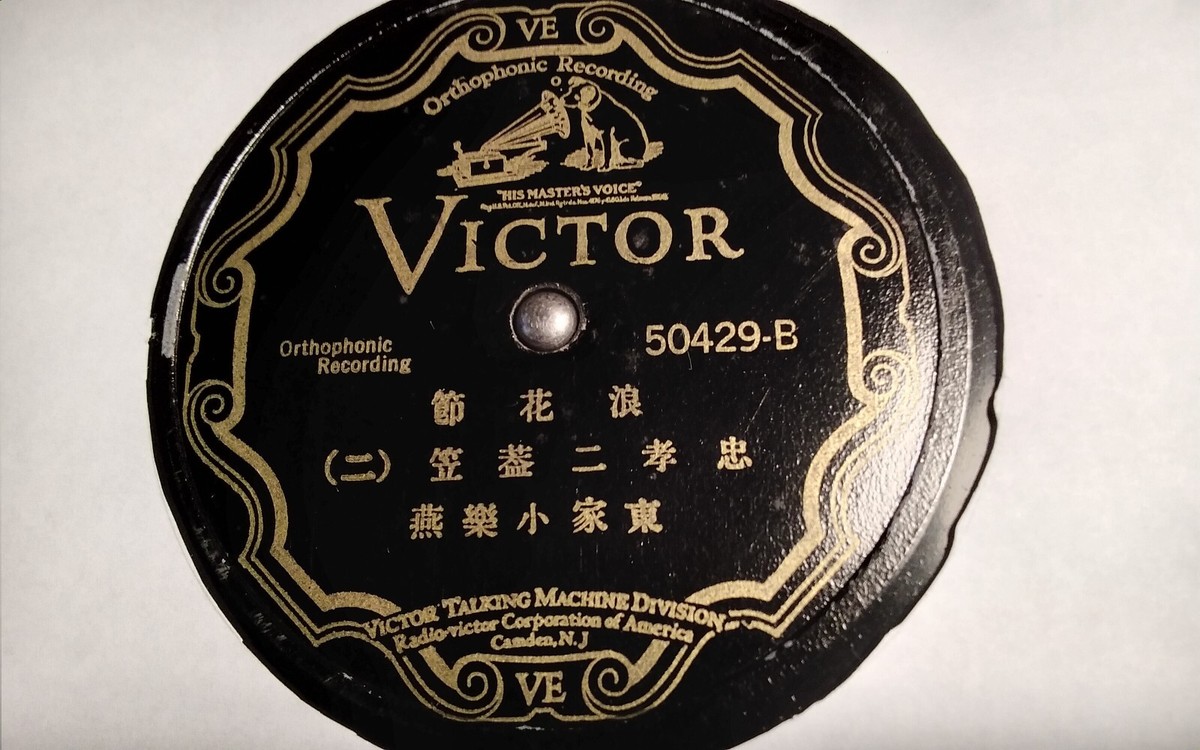 VE
Orthophonic Recording
"HIS MASTER'S VOICE"
VICTOR
Orthophonic
Recording
50429-B
浪花節
忠孝二葢笠(二)
東家小樂燕
VICTOR TALKING MACHINE DIVISION
Radio-Victor Corporation of America
Camden, N. J
VE